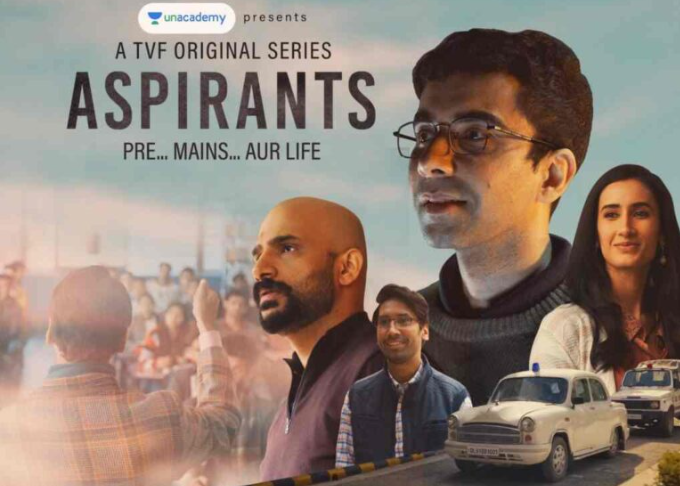 unacademy presents
A TVF ORIGINAL SERIES
ASPIRANTS
PRE... MAINS... AUR LIFE